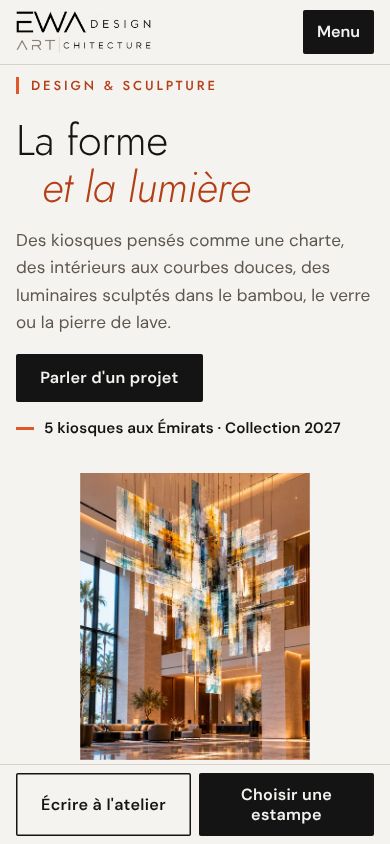 EWA DESIGN
ART CHITECTURE
Menu
DESIGN & SCULPTURE
La forme
et la lumière
Des kiosques pensés comme une charte,
des intérieurs aux courbes douces, des
luminaires sculptés dans le bambou, le verre
ou la pierre de lave.
Parler d'un projet
5 kiosques aux Émirats · Collection 2027
Écrire à l'atelier
Choisir une
estampe